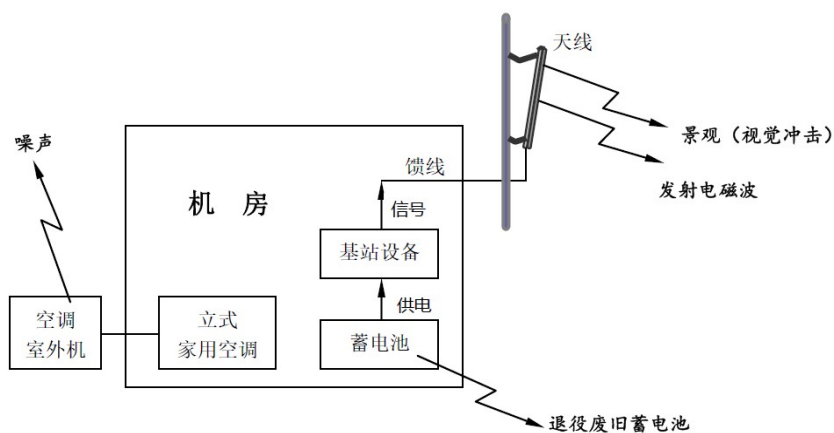 天线
噪声
景观（视觉冲击）
馈线
发射电磁波
机 房
信号
基站设备
供电
空调
室外机
立式
家用空调
蓄电池
退役废旧蓄电池